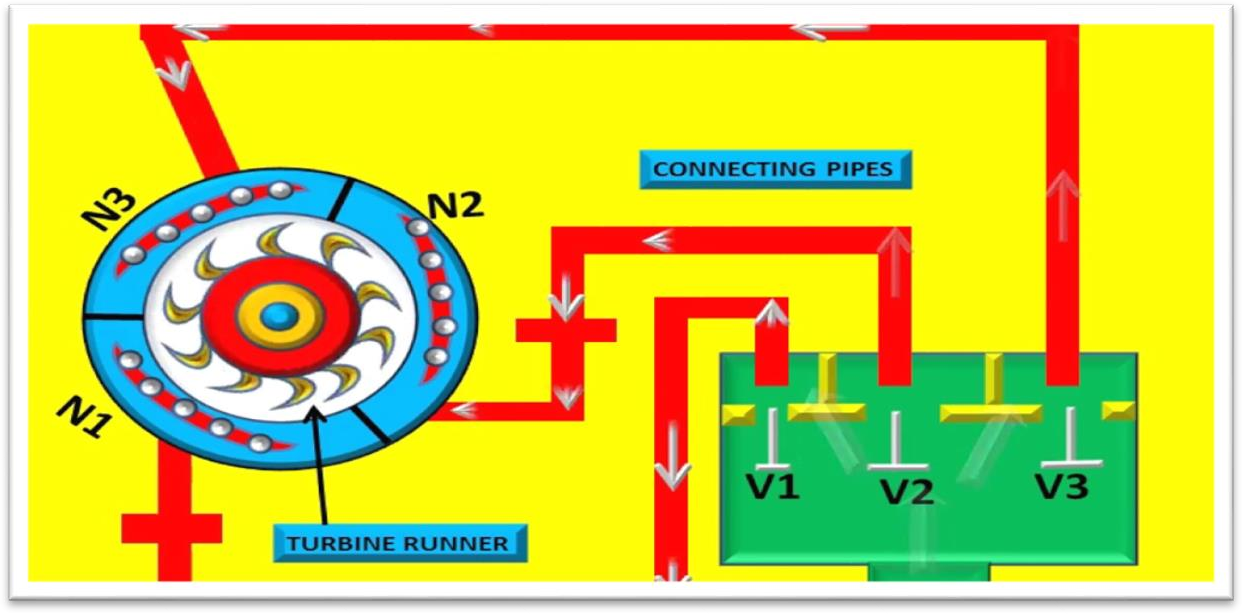 N3
N2
CONNECTING PIPES
N1
V1
V2
V3
TURBINE RUNNER